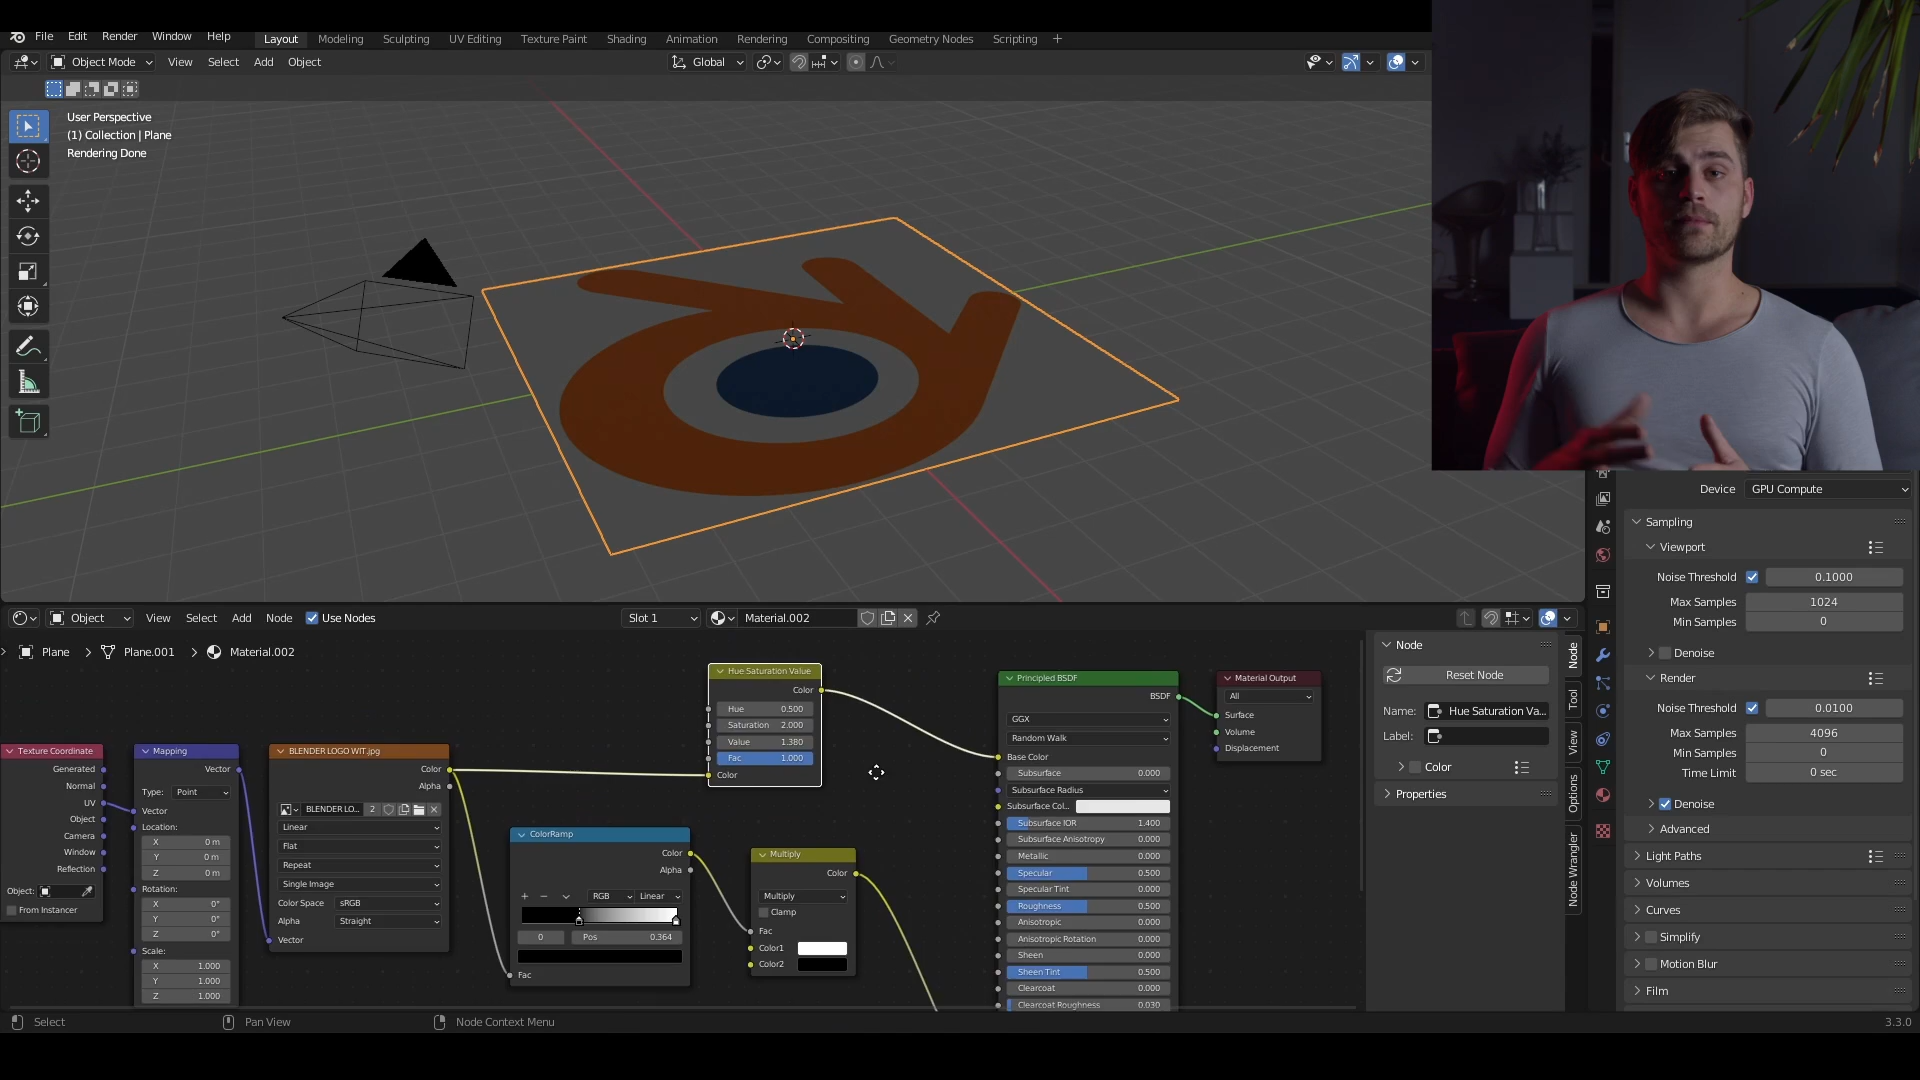 File Edit Render Window Help Layout Modeling Sculpting UV Editing Texture Paint Shading Animation Rendering Compositing Geometry Nodes Scripting +
Object Mode View Select Add Object Global
User Perspective
(1) Collection | Plane
Rendering Done
Device GPU Compute
Sampling
Viewport
Noise Threshold 0.1000
Max Samples 1024
Min Samples 0
Denoise
Render
Noise Threshold 0.0100
Max Samples 4096
Min Samples 0
Time Limit 0 sec
Denoise
Advanced
Light Paths
Volumes
Curves
Simplify
Motion Blur
Film
Object View Select Add Node Use Nodes Slot 1 Material.002
Plane > Plane.001 > Material.002
Texture Coordinate
Generated
Normal
UV
Object
Camera
Window
Reflection
Object:
From Instancer
Mapping
Vector
Type: Point
Vector
Location:
X 0 m
Y 0 m
Z 0 m
Rotation:
X 0°
Y 0°
Z 0°
Scale:
X 1.000
Y 1.000
Z 1.000
BLENDER LOGO WIT.jpg
Color
Alpha
BLENDER LO... 2
Linear
Flat
Repeat
Single Image
Color Space sRGB
Alpha Straight
Vector
ColorRamp
Color
Alpha
+ − RGB Linear
0 Pos 0.364
Fac
Hue Saturation Value
Color
Hue 0.500
Saturation 2.000
Value 1.380
Fac 1.000
Color
Multiply
Color
Multiply
Clamp
Fac
Color1
Color2
Principled BSDF
BSDF
GGX
Random Walk
Base Color
Subsurface 0.000
Subsurface Radius
Subsurface Col...
Subsurface IOR 1.400
Subsurface Anisotropy 0.000
Metallic 0.000
Specular 0.500
Specular Tint 0.000
Roughness 0.500
Anisotropic 0.000
Anisotropic Rotation 0.000
Sheen 0.000
Sheen Tint 0.500
Clearcoat 0.000
Clearcoat Roughness 0.030
Material Output
All
Surface
Volume
Displacement
Node
Reset Node
Name: Hue Saturation Va...
Label:
Color
Properties
Node
Tool
View
Options
Node Wrangler
Select Pan View Node Context Menu 3.3.0